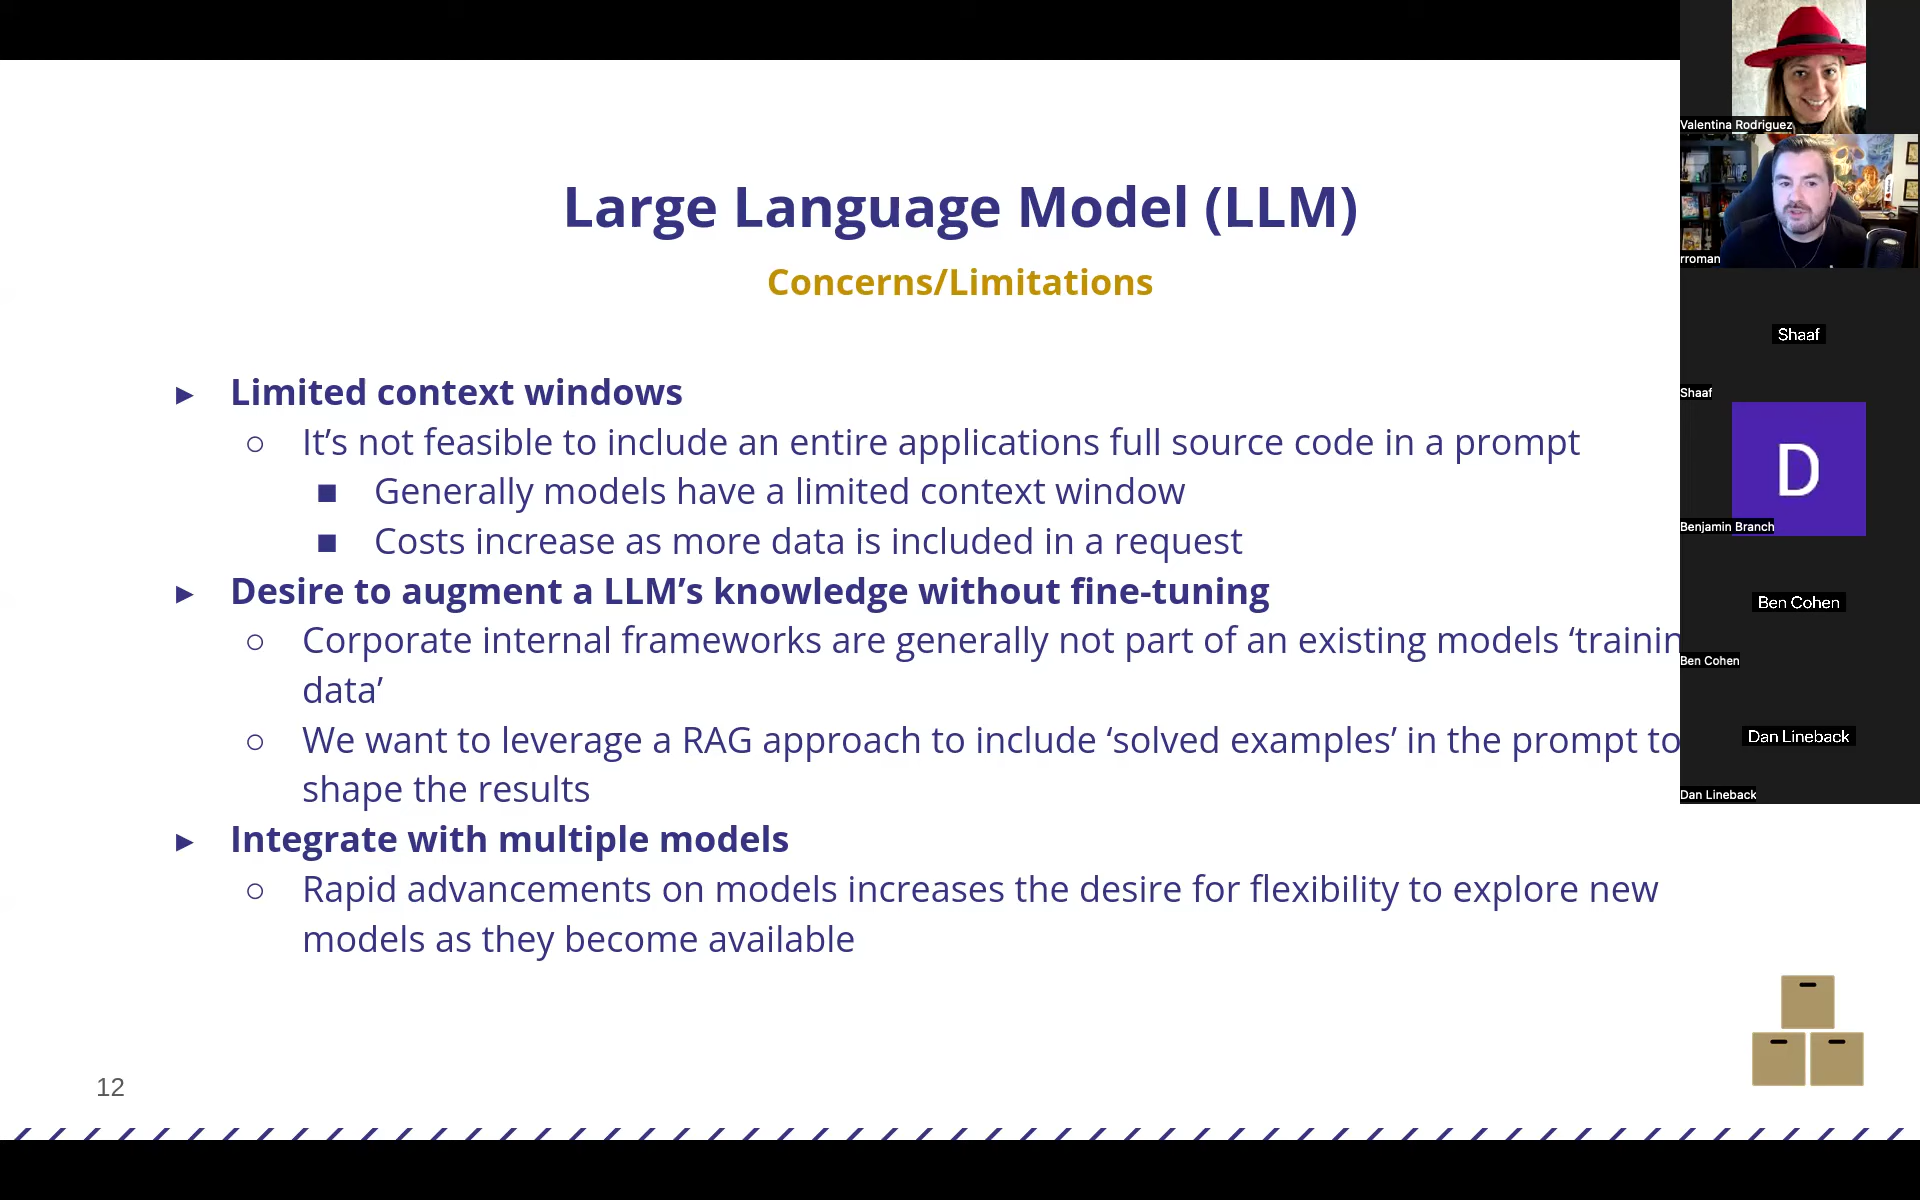 Large Language Model (LLM)
Concerns/Limitations
► Limited context windows
○ It’s not feasible to include an entire applications full source code in a prompt
■ Generally models have a limited context window
■ Costs increase as more data is included in a request
► Desire to augment a LLM’s knowledge without fine-tuning
○ Corporate internal frameworks are generally not part of an existing models ‘trainin
data’
○ We want to leverage a RAG approach to include ‘solved examples’ in the prompt to
shape the results
► Integrate with multiple models
○ Rapid advancements on models increases the desire for flexibility to explore new
models as they become available
12
Valentina Rodriguez
rroman
Shaaf
Shaaf
D
Benjamin Branch
Ben Cohen
Ben Cohen
Dan Lineback
Dan Lineback